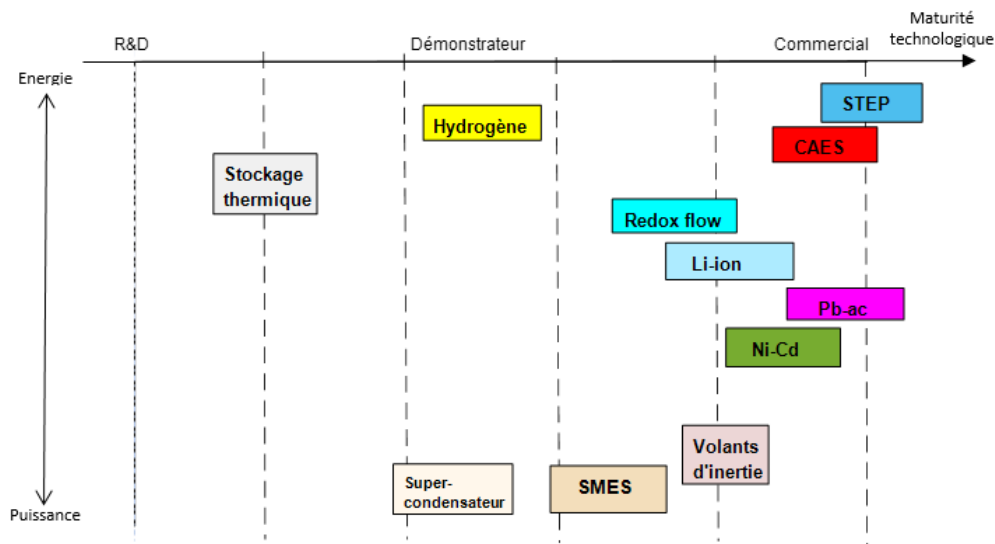 Maturité
technologique
R&D
Démonstrateur
Commercial
Energie
STEP
Hydrogène
CAES
Stockage
thermique
Redox flow
Li-ion
Pb-ac
Ni-Cd
Volants
d'inertie
Super-
condensateur
SMES
Puissance